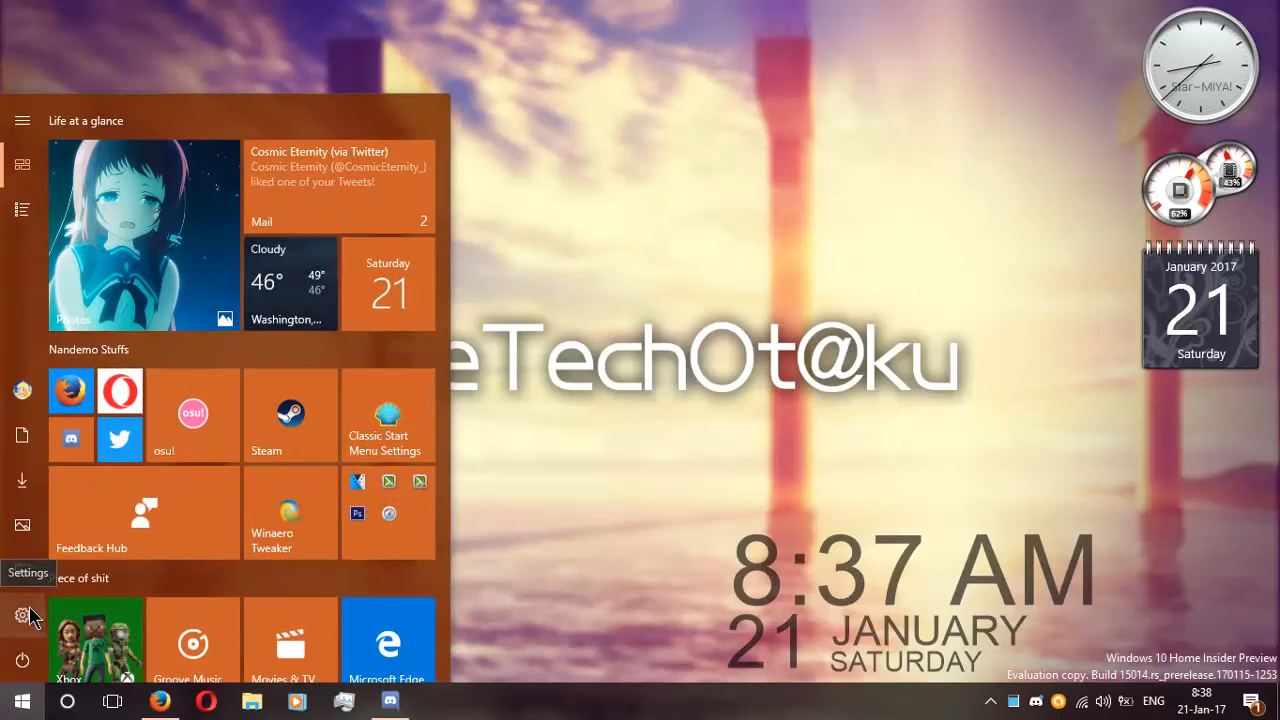 Life at a glance
Photos
Cosmic Eternity (via Twitter)
Cosmic Eternity (@CosmicEternity_)
liked one of your Tweets!
Mail
2
Cloudy
46°
49°
46°
Washington,...
Saturday
21
Nandemo Stuffs
osu!
osu!
Steam
Classic Start
Menu Settings
Feedback Hub
Winaero
Tweaker
Ps
Settings
iece of shit
Xbox
Groove Music
Movies & TV
Microsoft Edge
eTechOt@ku
Star~MIYA!
43%
62%
January 2017
21
Saturday
8:37 AM
21
JANUARY
SATURDAY
Windows 10 Home Insider Preview
Evaluation copy. Build 15014.rs_prerelease.170115-1253
ENG
8:38
21-Jan-17
1